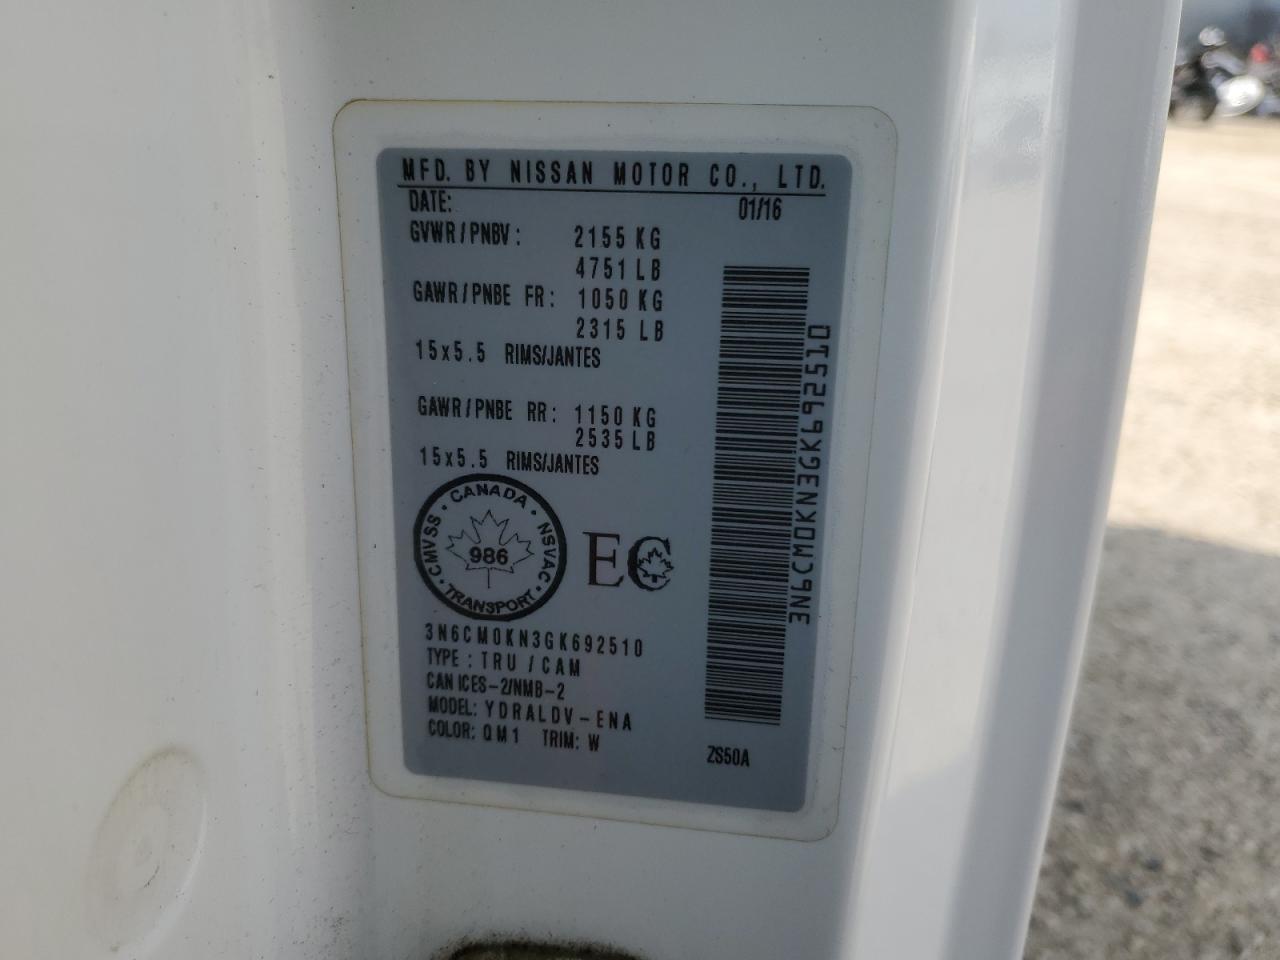 MFD. BY NISSAN MOTOR CO., LTD.
DATE: 01/16
GVWR/PNBV: 2155 KG
4751 LB
GAWR/PNBE FR: 1050 KG
2315 LB
15x5.5 RIMS/JANTES
GAWR/PNBE RR: 1150 KG
2535 LB
15x5.5 RIMS/JANTES
CANADA · NSVAC · TRANSPORT · CMVSS ·
986
EC
3N6CM0KN3GK692510
TYPE: TRU/CAM
CAN ICES-2/NMB-2
MODEL: YDRALDV-ENA
COLOR: QM1 TRIM: W
ZS50A
3N6CM0KN3GK692510